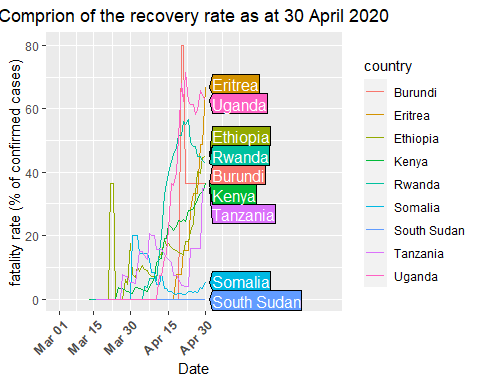 Comprion of the recovery rate as at 30 April 2020
fatality rate (% of confirmed cases)
80
60
40
20
0
Eritrea
Uganda
Ethiopia
Rwanda
Burundi
Kenya
Tanzania
Somalia
South Sudan
Mar 01
Mar 15
Mar 30
Apr 15
Apr 30
Date
country
Burundi
Eritrea
Ethiopia
Kenya
Rwanda
Somalia
South Sudan
Tanzania
Uganda